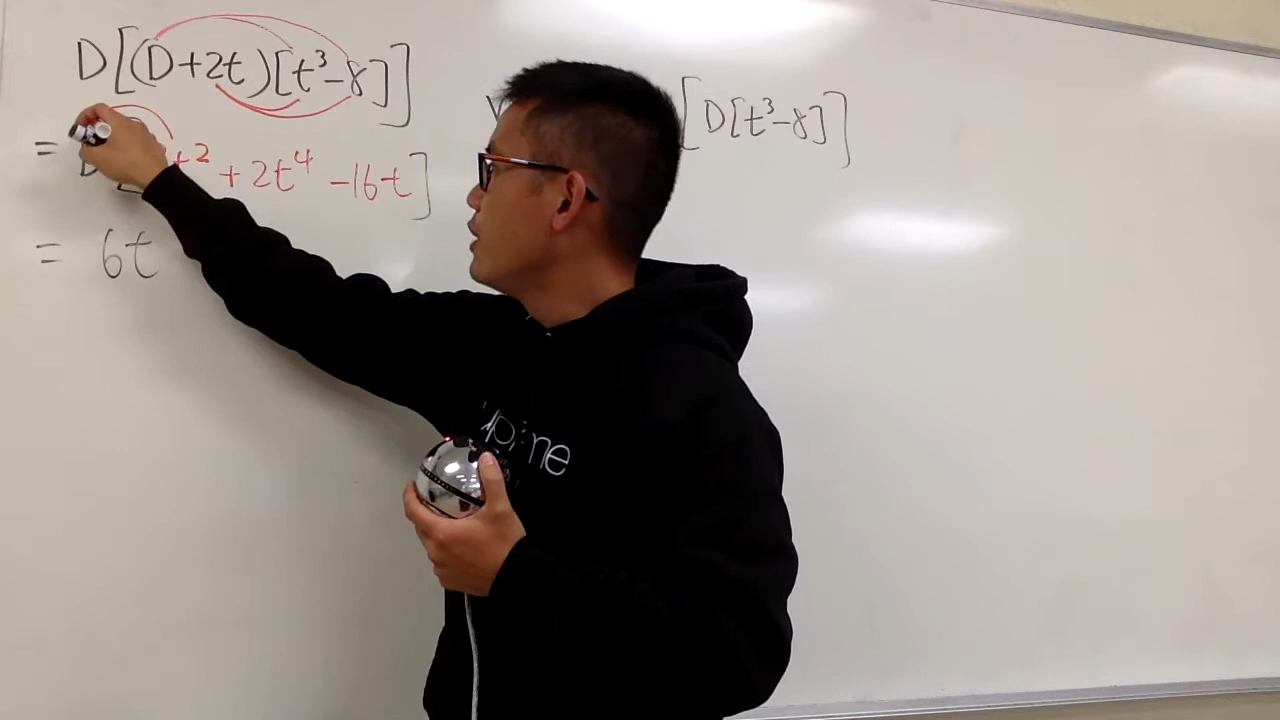 D[(D+2t)[t³-8]]
[D[t³-8]]
= D[ t² + 2t⁴ -16t]
= 6t